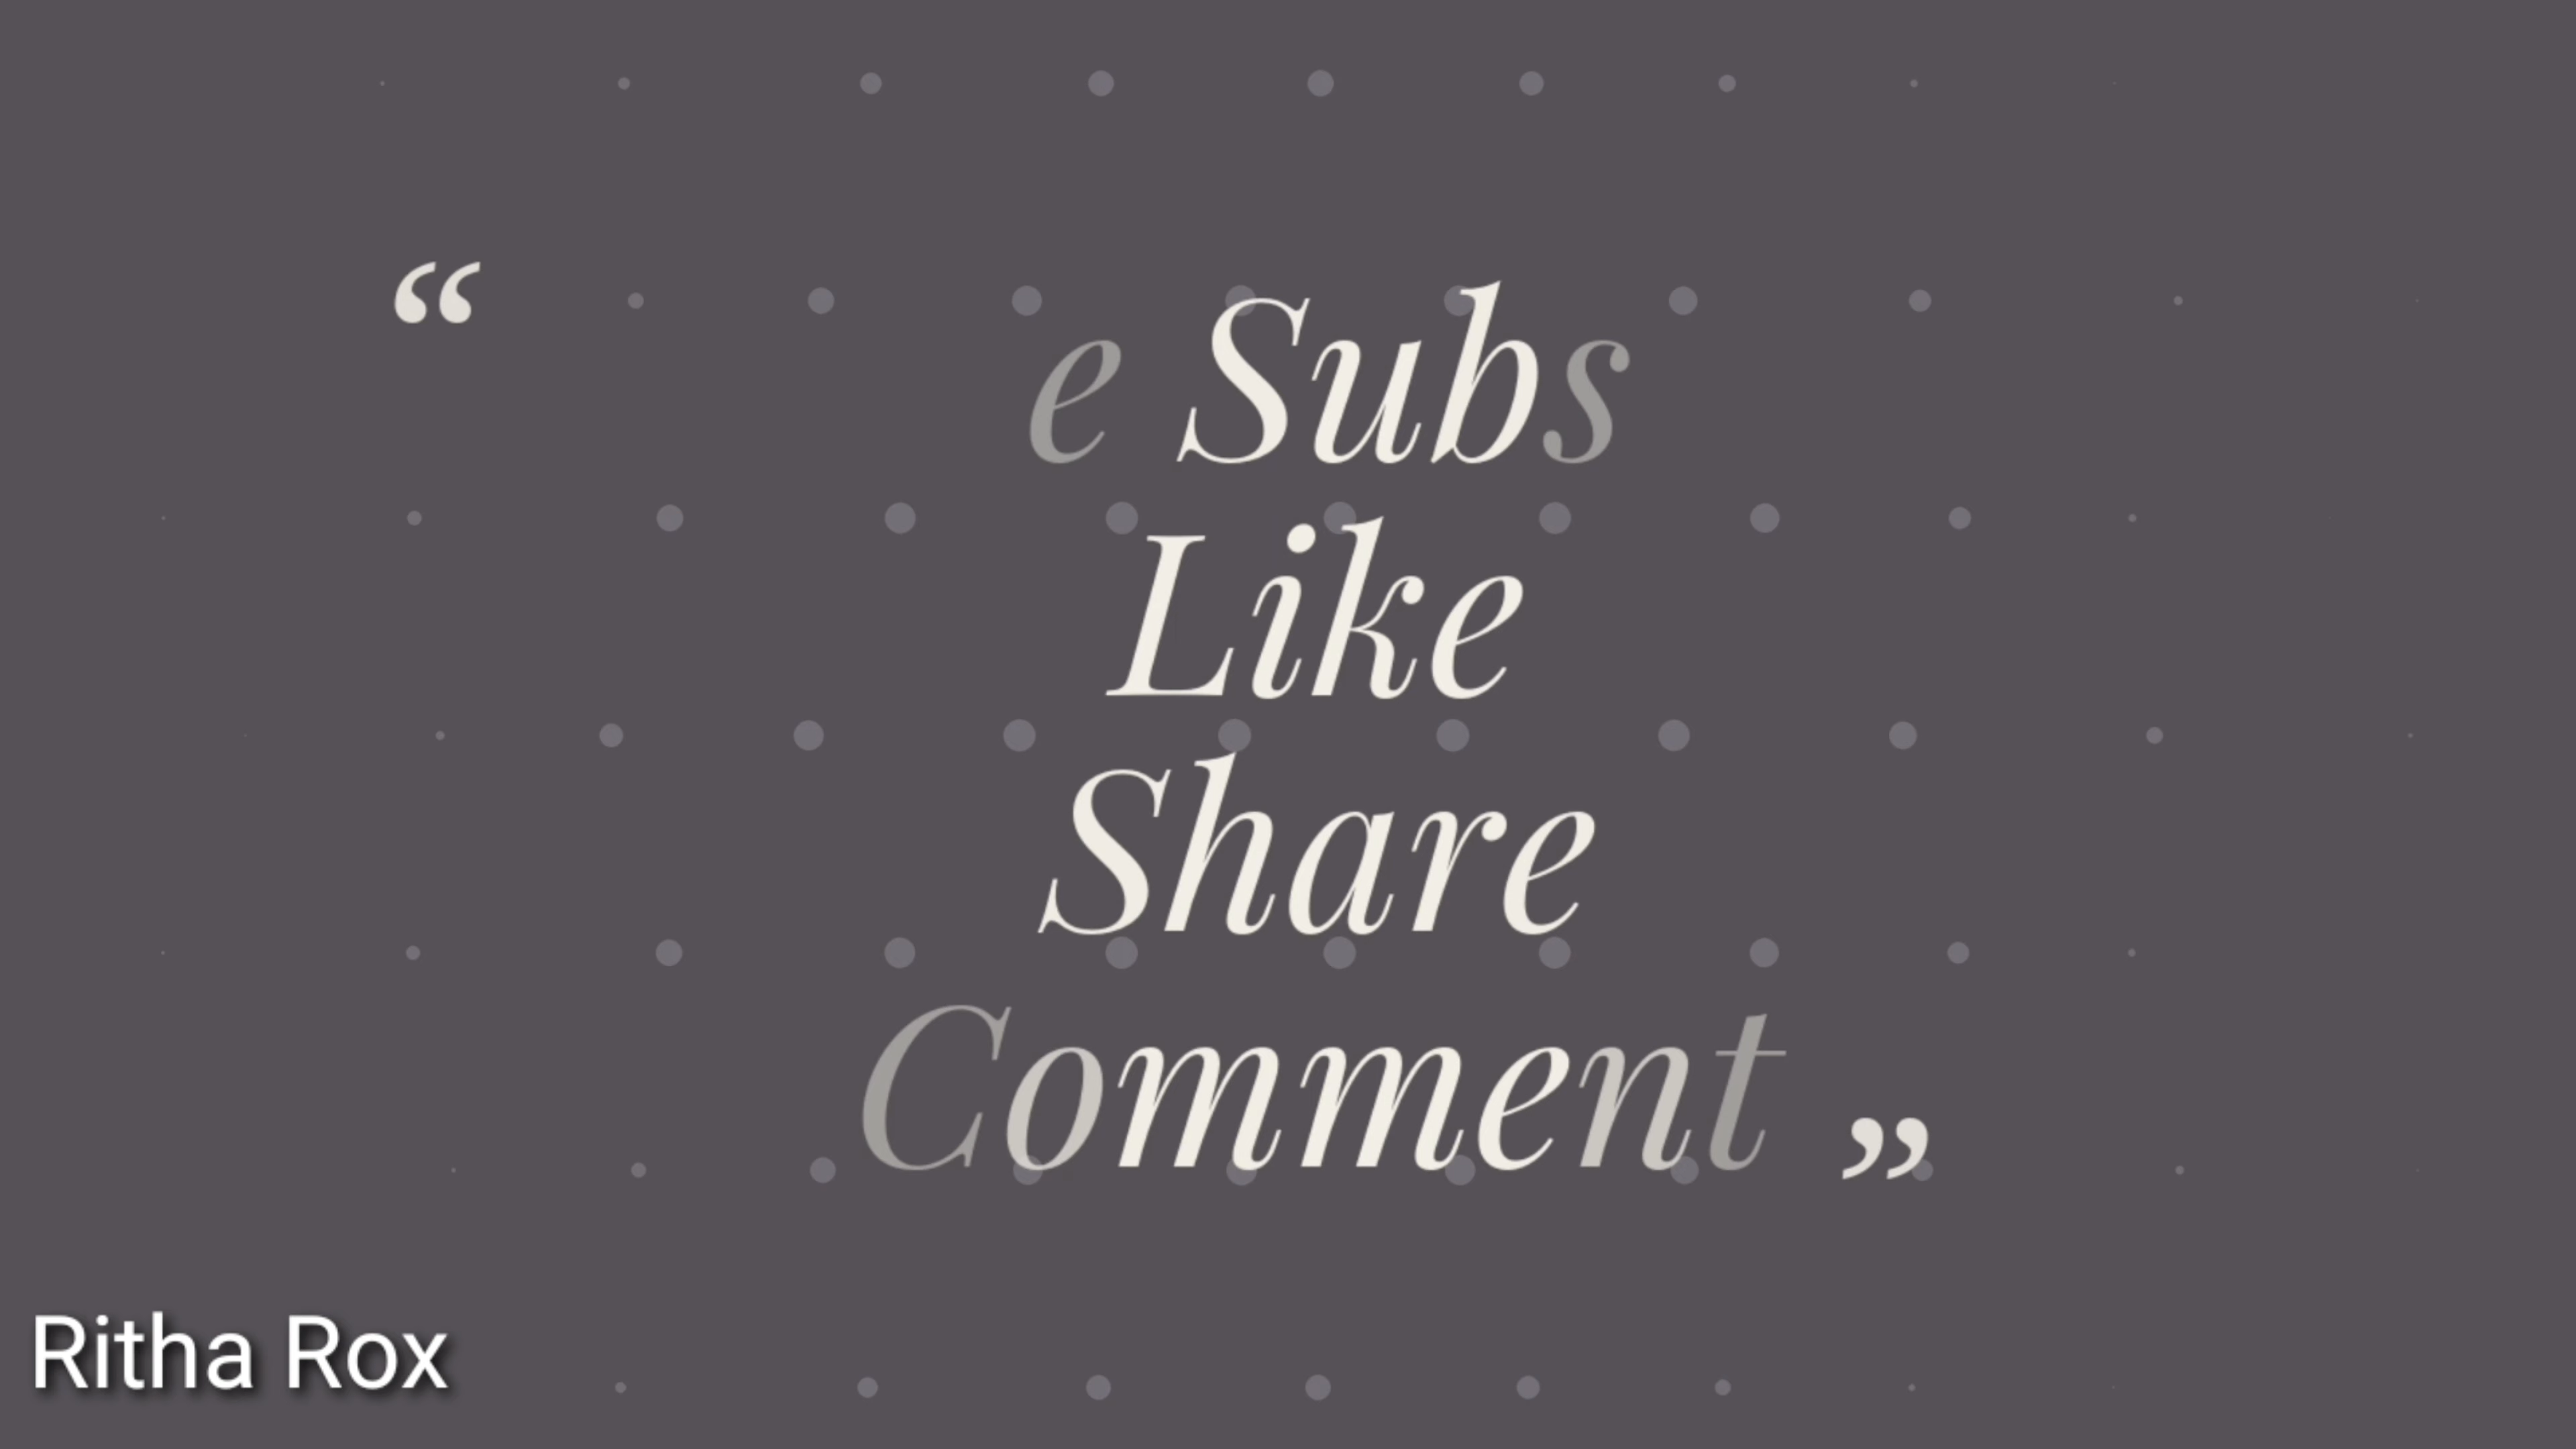 “ e Subs
Like
Share
Comment ”
Ritha Rox